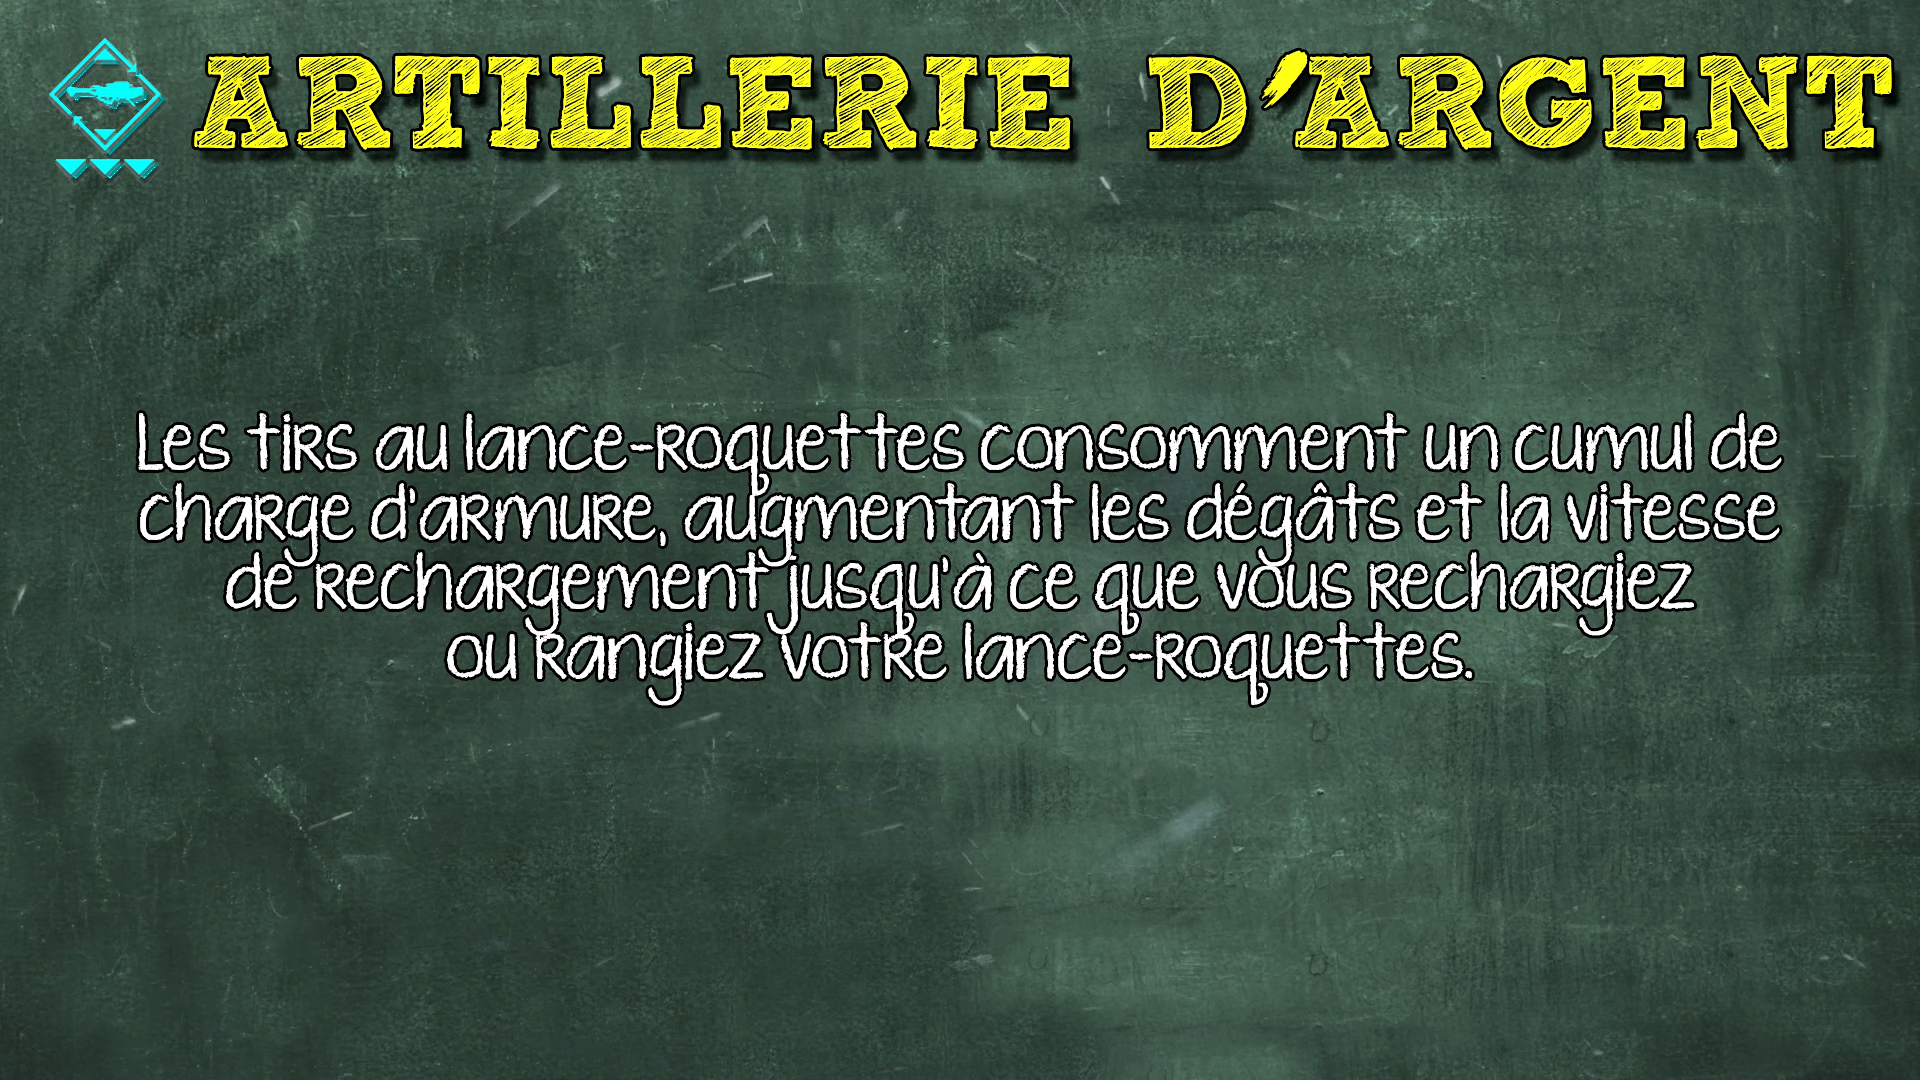 ARTILLERIE D'ARGENT
Les tirs au lance-roquettes consomment un cumul de
charge d'armure, augmentant les dégâts et la vitesse
de rechargement jusqu'à ce que vous rechargiez
ou rangiez votre lance-roquettes.